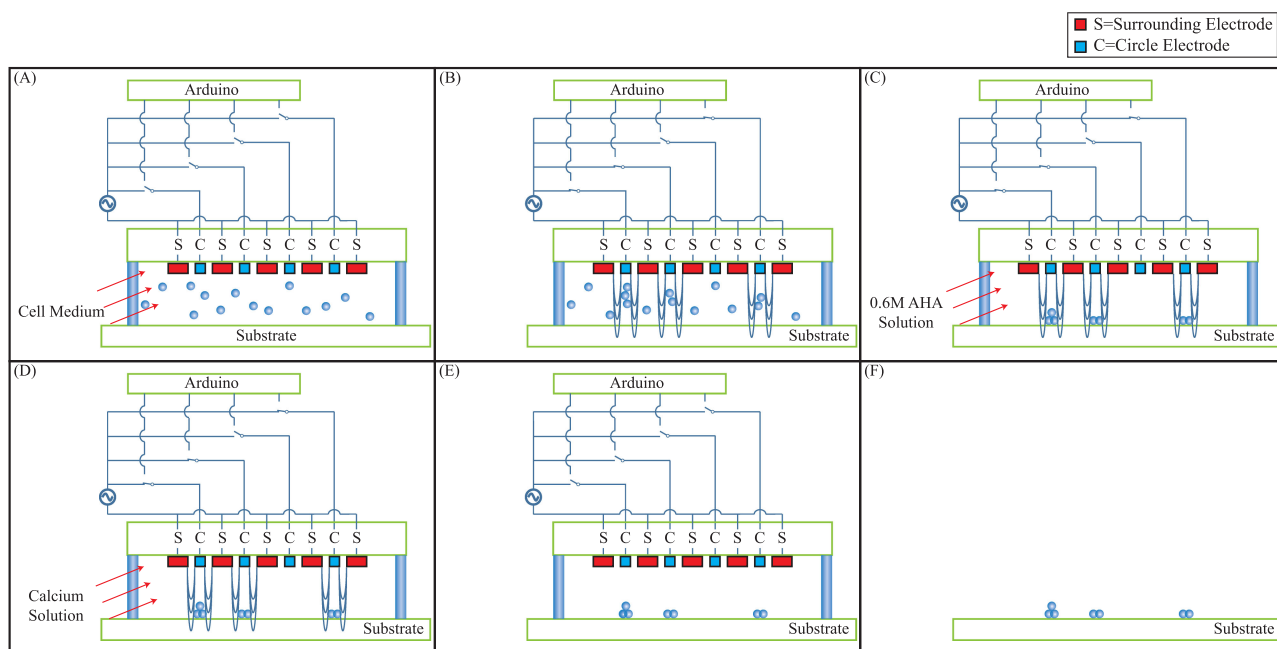 S=Surrounding Electrode
C=Circle Electrode
(A)
Arduino
S C S C S C S C S
Cell Medium
Substrate
(B)
Arduino
S C S C S C S C S
Substrate
(C)
Arduino
S C S C S C S C S
0.6M AHA
Solution
Substrate
(D)
Arduino
S C S C S C S C S
Calcium
Solution
Substrate
(E)
Arduino
S C S C S C S C S
Substrate
(F)
Substrate